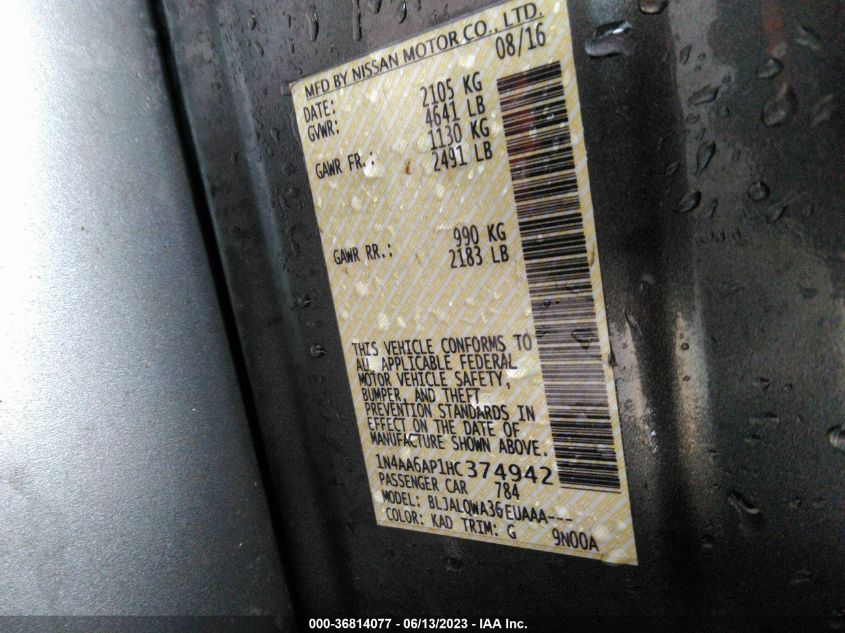 MFD BY NISSAN MOTOR CO., LTD.
DATE: 08/16
GVWR: 2105 KG
4641 LB
GAWR FR.: 1130 KG
2491 LB
GAWR RR.: 990 KG
2183 LB
THIS VEHICLE CONFORMS TO
ALL APPLICABLE FEDERAL
MOTOR VEHICLE SAFETY,
BUMPER, AND THEFT
PREVENTION STANDARDS IN
EFFECT ON THE DATE OF
MANUFACTURE SHOWN ABOVE.
1N4AA6AP1HC374942
PASSENGER CAR 784
MODEL: BLJALQWA36EUAAA---
COLOR: KAD TRIM: G 9N00A
000-36814077 - 06/13/2023 - IAA Inc.